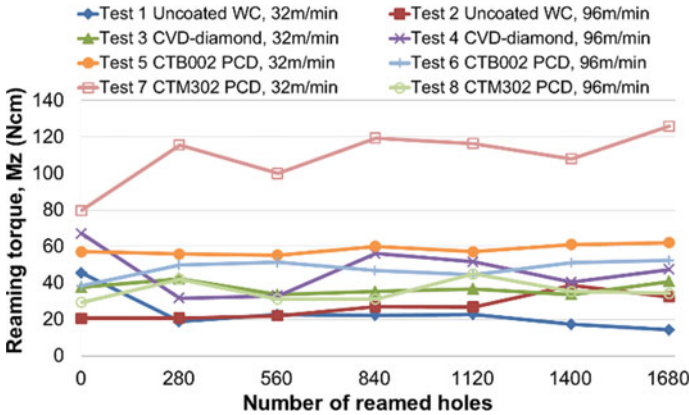 Test 1 Uncoated WC, 32m/min
Test 2 Uncoated WC, 96m/min
Test 3 CVD-diamond, 32m/min
Test 4 CVD-diamond, 96m/min
Test 5 CTB002 PCD, 32m/min
Test 6 CTB002 PCD, 96m/min
Test 7 CTM302 PCD, 32m/min
Test 8 CTM302 PCD, 96m/min
Reaming torque, Mz (Ncm)
140
120
100
80
60
40
20
0
0 280 560 840 1120 1400 1680
Number of reamed holes